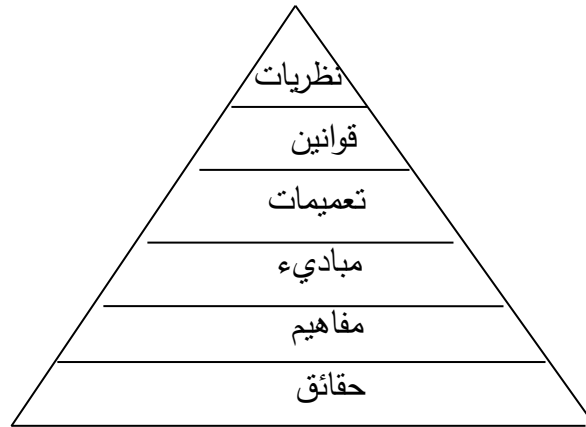 نظريات
قوانين
تعميمات
مباديء
مفاهيم
حقائق